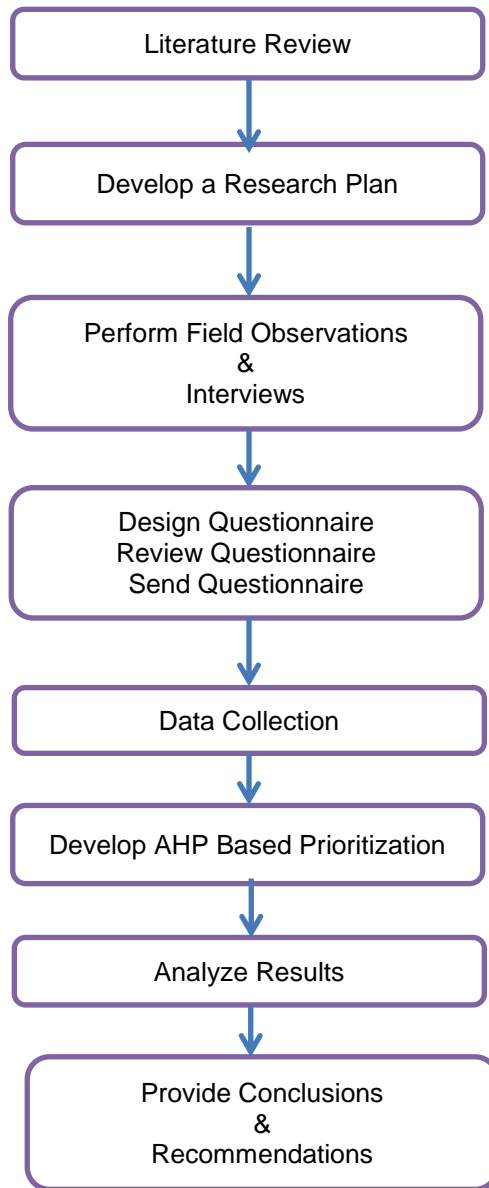 Literature Review
Develop a Research Plan
Perform Field Observations
&
Interviews
Design Questionnaire
Review Questionnaire
Send Questionnaire
Data Collection
Develop AHP Based Prioritization
Analyze Results
Provide Conclusions
&
Recommendations